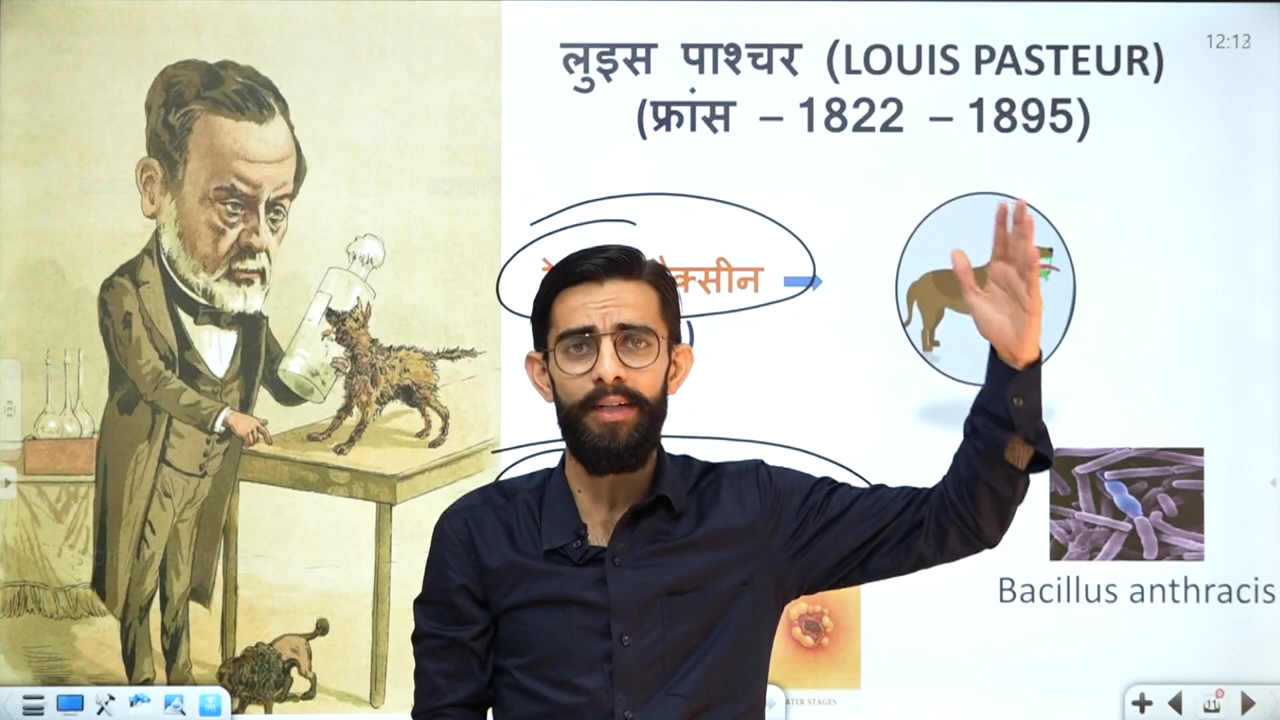 लुइस पाश्चर (LOUIS PASTEUR)
12:13
(फ्रांस – 1822 – 1895)
Bacillus anthracis